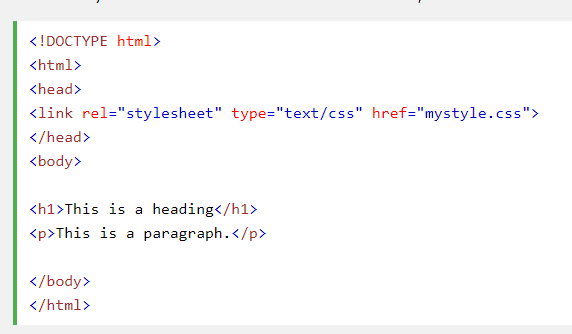 <!DOCTYPE html>
<html>
<head>
<link rel="stylesheet" type="text/css" href="mystyle.css">
</head>
<body>
<h1>This is a heading</h1>
<p>This is a paragraph.</p>
</body>
</html>